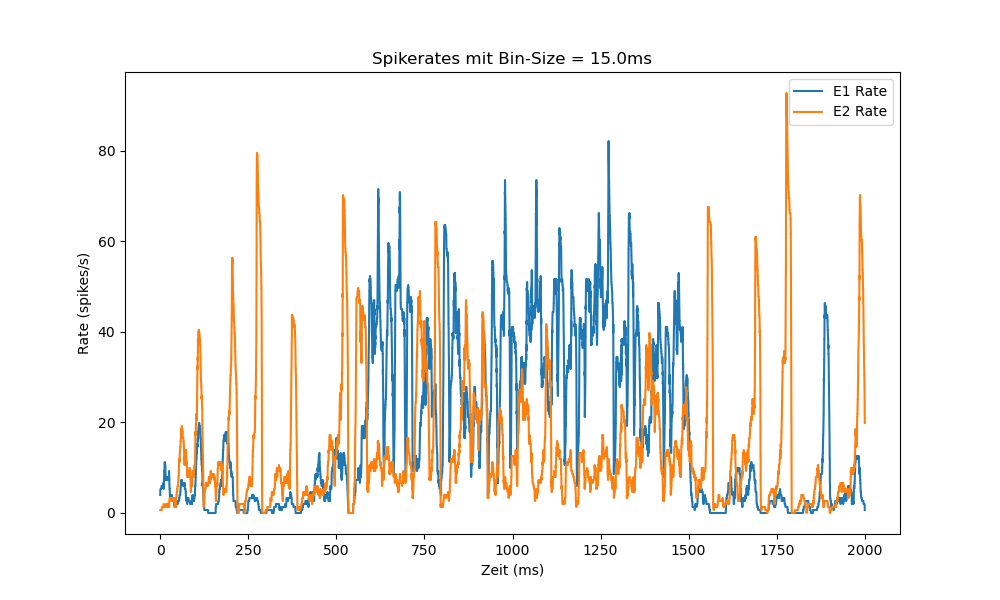 Spikerates mit Bin-Size = 15.0ms
E1 Rate
E2 Rate
80
60
40
20
0
Rate (spikes/s)
0 250 500 750 1000 1250 1500 1750 2000
Zeit (ms)